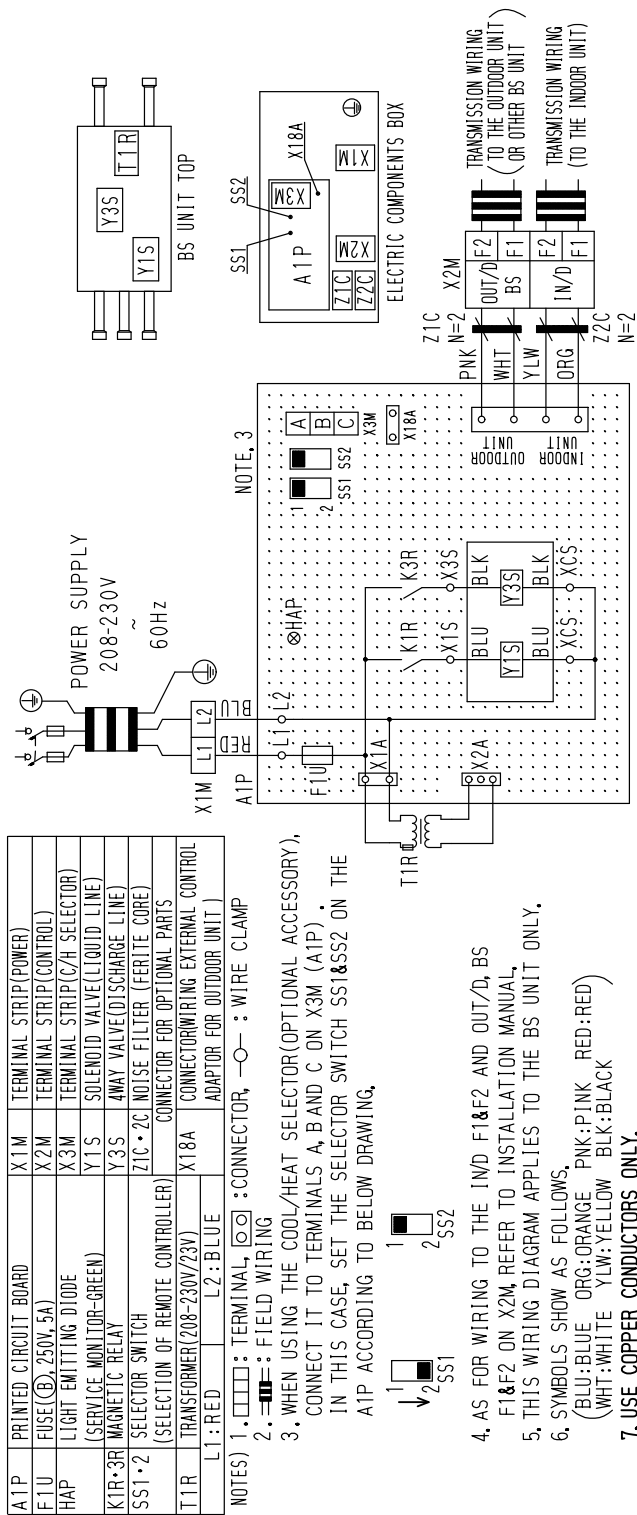 A1P PRINTED CIRCUIT BOARD X1M TERMINAL STRIP(POWER)
F1U FUSE(Ⓑ,250V,5A) X2M TERMINAL STRIP(CONTROL)
HAP LIGHT EMITTING DIODE X3M TERMINAL STRIP(C/H SELECTOR)
(SERVICE MONITOR-GREEN) Y1S SOLENOID VALVE(LIQUID LINE)
K1R・3R MAGNETIC RELAY Y3S 4WAY VALVE(DISCHARGE LINE)
SS1・2 SELECTOR SWITCH Z1C・2C NOISE FILTER (FERITE CORE)
(SELECTION OF REMOTE CONTROLLER) CONNECTOR FOR OPTIONAL PARTS
T1R TRANSFORMER(208-230V/23V) X18A CONNECTOR(WIRING EXTERNAL CONTROL
L1:RED L2:BLUE ADAPTOR FOR OUTDOOR UNIT)
NOTES) 1. : TERMINAL, : CONNECTOR, : WIRE CLAMP
2. : FIELD WIRING
3. WHEN USING THE COOL/HEAT SELECTOR(OPTIONAL ACCESSORY),
CONNECT IT TO TERMINALS A,B AND C ON X3M (A1P).
IN THIS CASE, SET THE SELECTOR SWITCH SS1&SS2 ON THE
A1P ACCORDING TO BELOW DRAWING.
1
2 SS1
1
2 SS2
4. AS FOR WIRING TO THE IN/D F1&F2 AND OUT/D,BS
F1&F2 ON X2M, REFER TO INSTALLATION MANUAL.
5. THIS WIRING DIAGRAM APPLIES TO THE BS UNIT ONLY.
6. SYMBOLS SHOW AS FOLLOWS.
(BLU:BLUE ORG:ORANGE PNK:PINK RED:RED
WHT:WHITE YLW:YELLOW BLK:BLACK)
7. USE COPPER CONDUCTORS ONLY.
POWER SUPPLY
208-230V
~
60Hz
X1M
L1 L2
RED BLU
A1P
L1 L2
F1U
X1A
T1R
X2A
HAP
K1R K3R
X1S X3S
BLU BLK
Y1S Y3S
BLU BLK
XCS XCS
NOTE. 3
1
2
SS1 SS2
A
B
C
X3M
X18A
OUTDOOR
UNIT
INDOOR
UNIT
Z1C
N=2
PNK
WHT
YLW
ORG
Z2C
N=2
X2M
OUT/D
BS
F2
F1
IN/D
F2
F1
TRANSMISSION WIRING
(TO THE OUTDOOR UNIT
OR OTHER BS UNIT)
TRANSMISSION WIRING
(TO THE INDOOR UNIT)
Y1S Y3S T1R
BS UNIT TOP
SS1 SS2
X18A
A1P X3M
Z1C
Z2C
X2M X1M
ELECTRIC COMPONENTS BOX